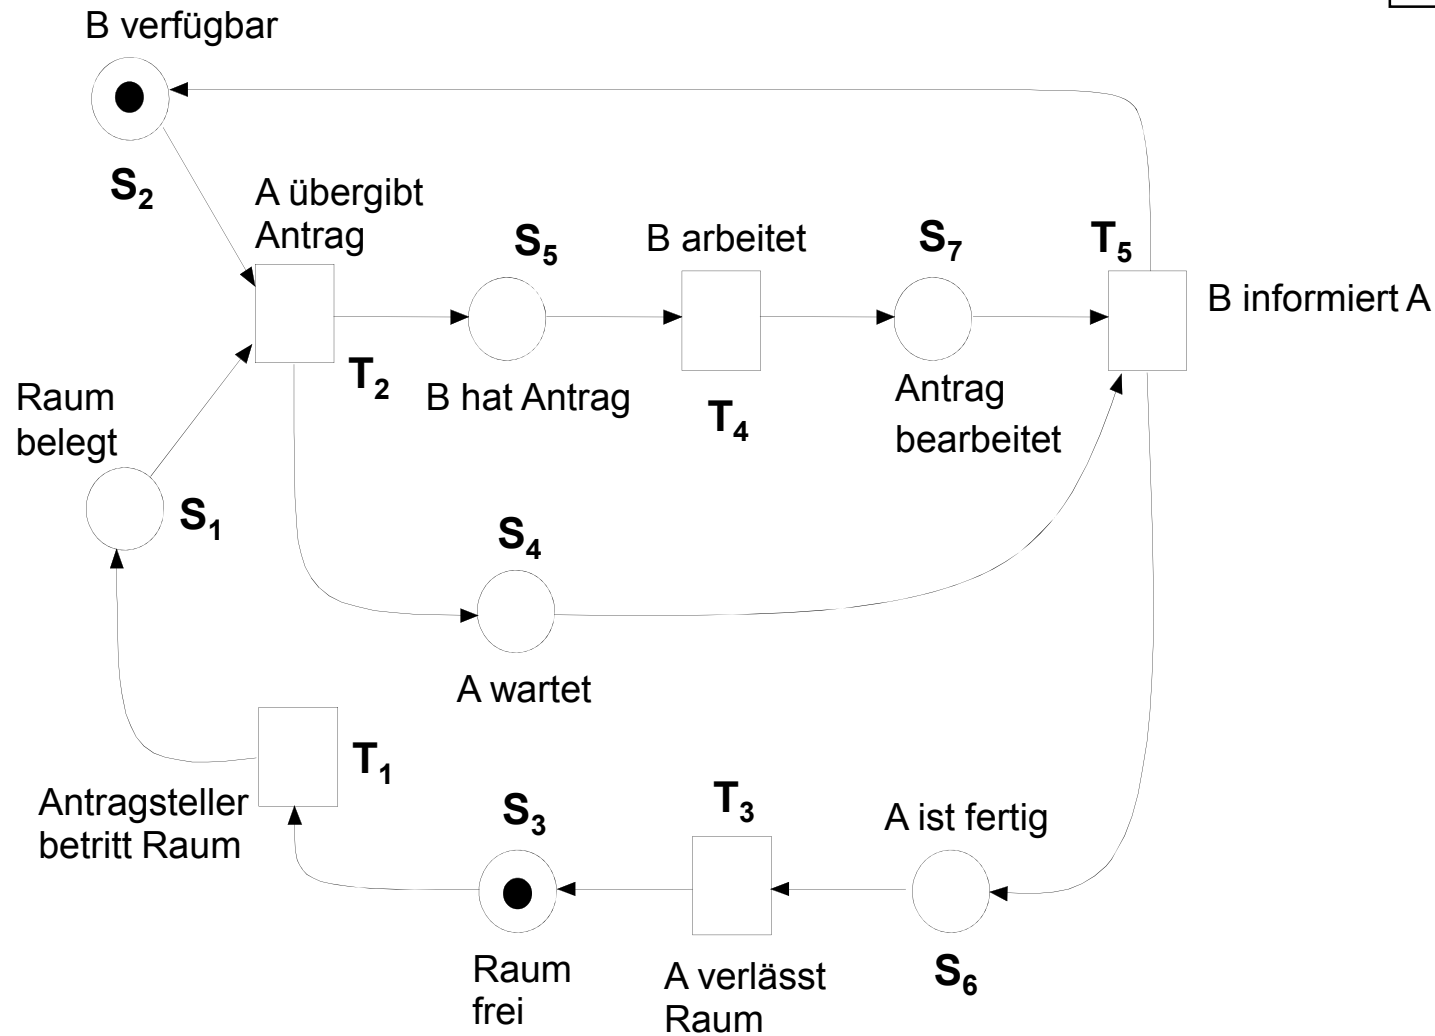 B verfügbar
S2
A übergibt
Antrag
S5
B arbeitet
S7
T5
B informiert A
T2
B hat Antrag
T4
Antrag
bearbeitet
Raum
belegt
S1
S4
A wartet
T1
Antragsteller
betritt Raum
S3
T3
A ist fertig
Raum
frei
A verlässt
Raum
S6